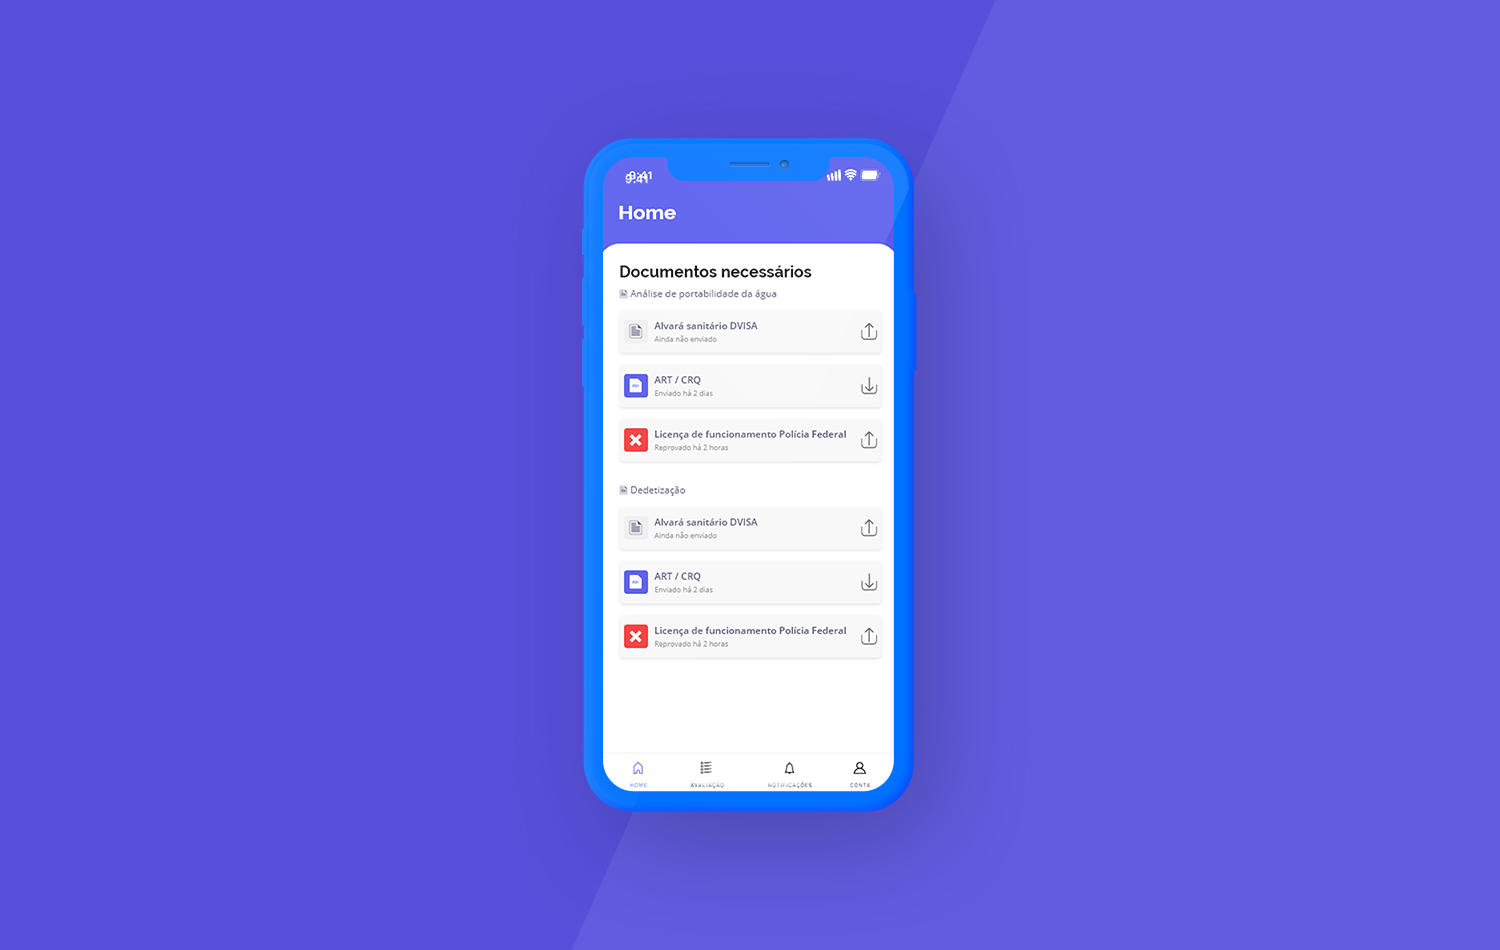 9:41
Home
Documentos necessários
Análise de portabilidade da água
Alvará sanitário DVISA
Ainda não enviado
ART / CRQ
Enviado há 2 dias
Licença de funcionamento Polícia Federal
Reprovado há 2 horas
Dedetização
Alvará sanitário DVISA
Ainda não enviado
ART / CRQ
Enviado há 2 dias
Licença de funcionamento Polícia Federal
Reprovado há 2 horas
HOME AVALIAÇÃO NOTIFICAÇÕES CONTA